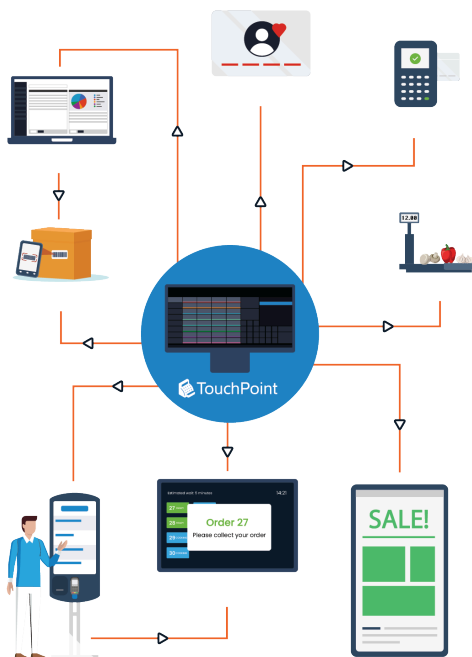 12.00
TouchPoint
Estimated wait: 5 minutes
14:21
27
28
29
30
Order 27
Please collect your order
SALE!